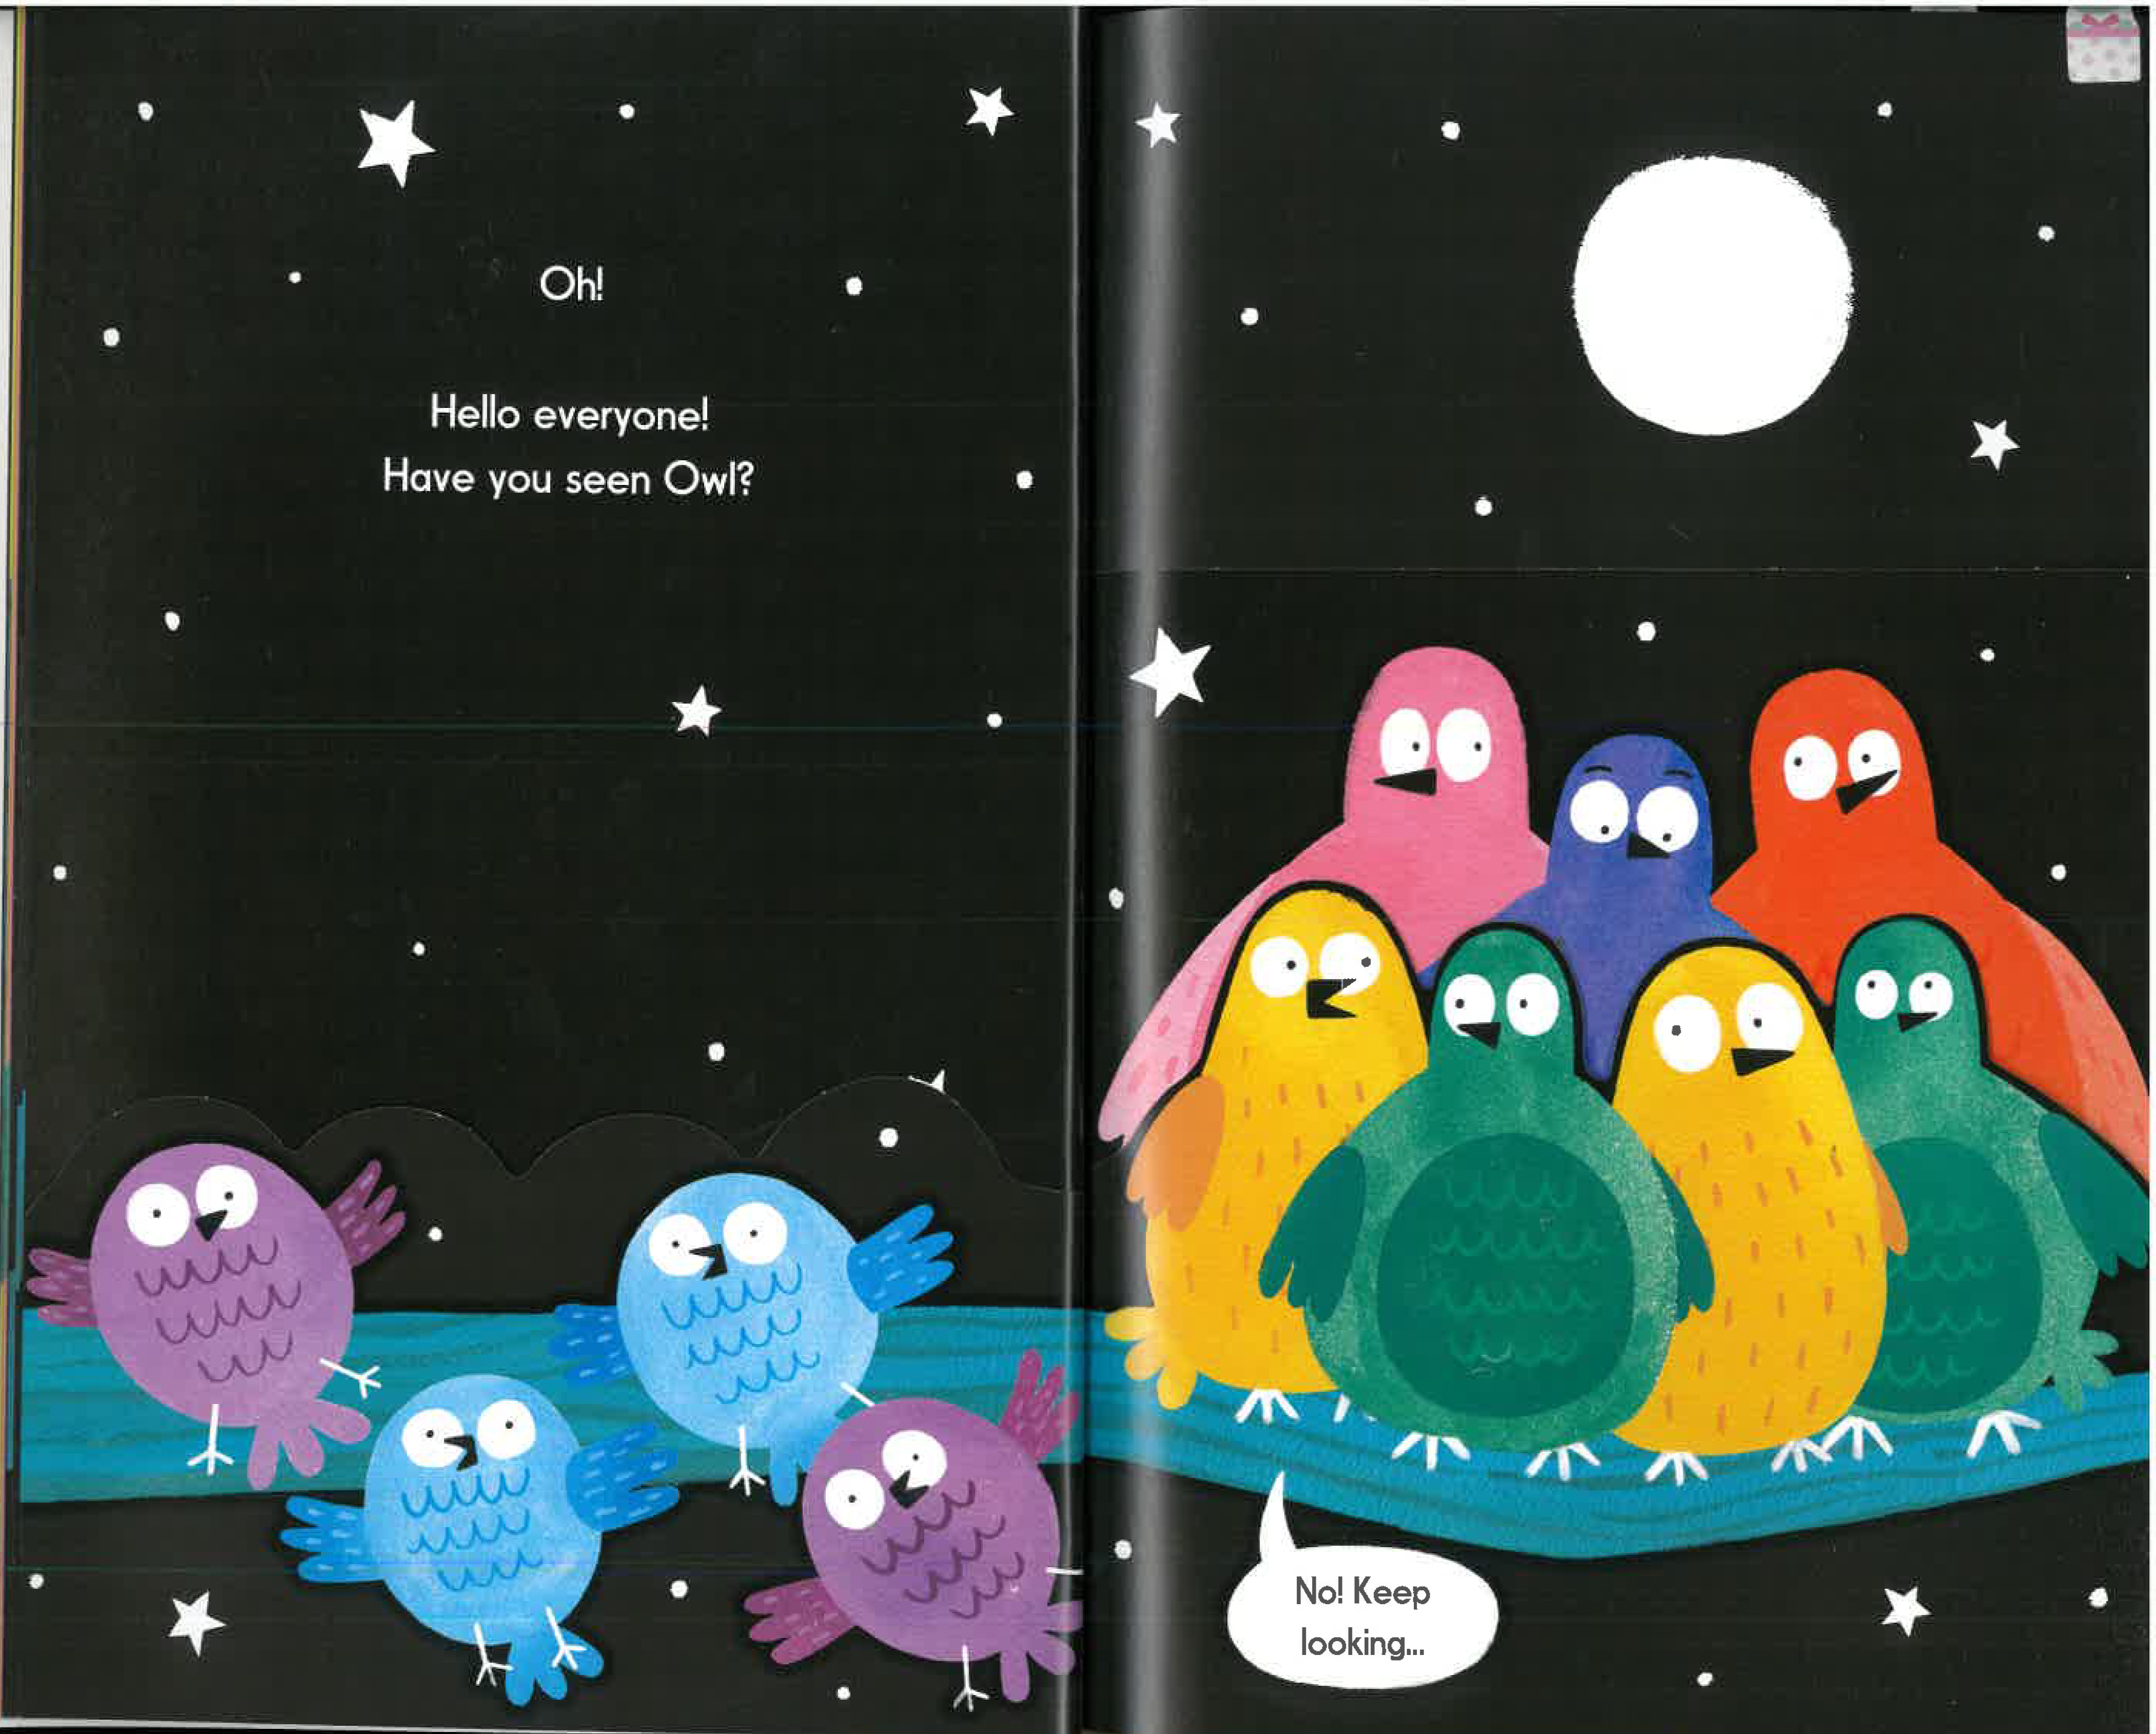 Oh!
Hello everyone!
Have you seen Owl?
No! Keep
looking...